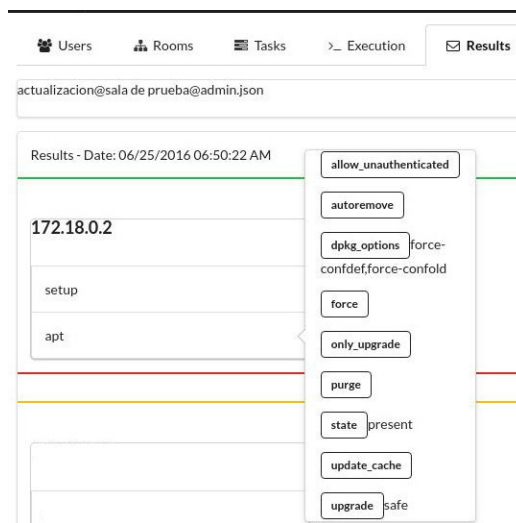 Users Rooms Tasks Execution Results
actualizacion@sala de prueba@admin.json
Results - Date: 06/25/2016 06:50:22 AM
172.18.0.2
setup
apt
allow_unauthenticated
autoremove
dpkg_options force-
confdef,force-confold
force
only_upgrade
purge
state present
update_cache
upgrade safe